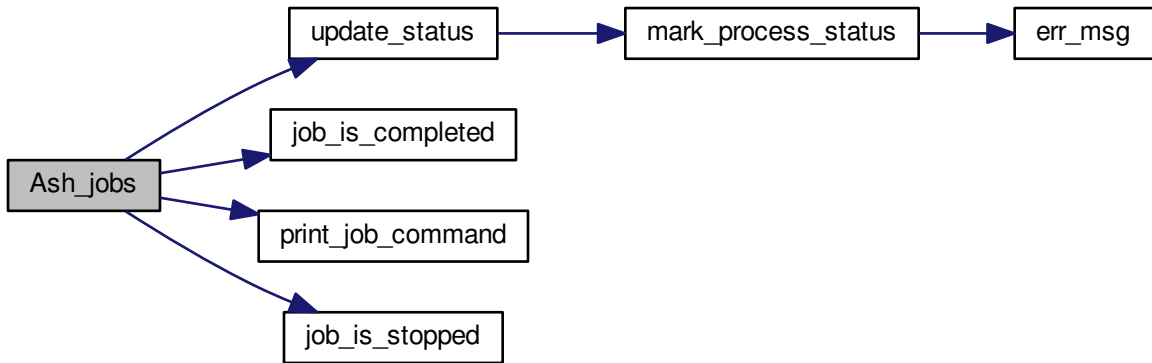 update_status
mark_process_status
err_msg
job_is_completed
Ash_jobs
print_job_command
job_is_stopped